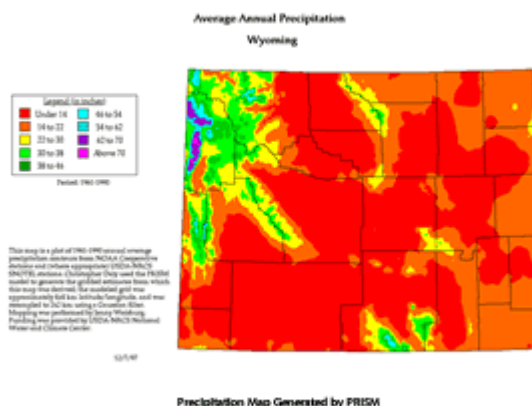 Average Annual Precipitation
Wyoming
Legend (in inches)
Under 14
14 to 22
22 to 30
30 to 38
38 to 46
46 to 54
54 to 62
62 to 70
Above 70
Period: 1961-1990
This map is a plot of 1961-1990 annual average
precipitation contours from NOAA Cooperative
stations and (where appropriate) USDA-NRCS
SNOTEL stations. Christopher Daly used the PRISM
model to generate the gridded estimates from which
this map was derived; the modeled grid was
approximately 4x4 km latitude/longitude, and was
resampled to 2x2 km using a Gaussian filter.
Mapping was performed by Jenny Weisburg.
Funding was provided by USDA-NRCS National
Water and Climate Center.
12/7/97
Precipitation Map Generated by PRISM